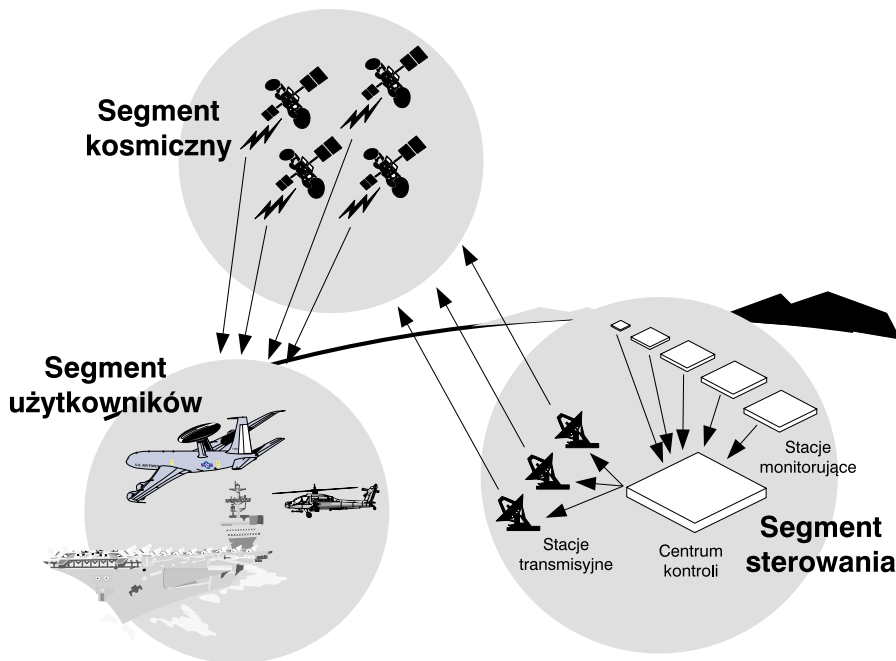 Segment
kosmiczny
Segment
użytkowników
Stacje
monitorujące
Stacje
transmisyjne
Centrum
kontroli
Segment
sterowania